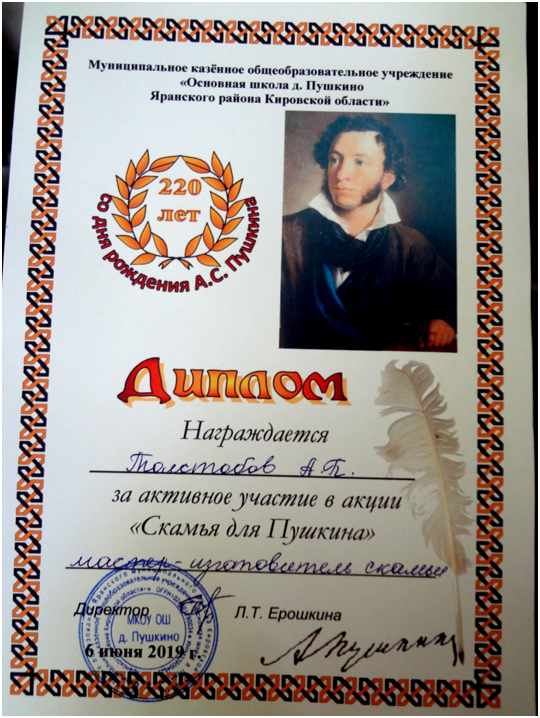 Муниципальное казённое общеобразовательное учреждение
«Основная школа д. Пушкино
Яранского района Кировской области»
220
лет
со дня рождения А.С. Пушкина
Диплом
Награждается
Толстобов А.П.
за активное участие в акции
«Скамья для Пушкина»
мастер-изготовитель скамьи
Директор Л.Т. Ерошкина
МКОУ ОШ
д. Пушкино
6 июня 2019 г.
А Пушкинъ